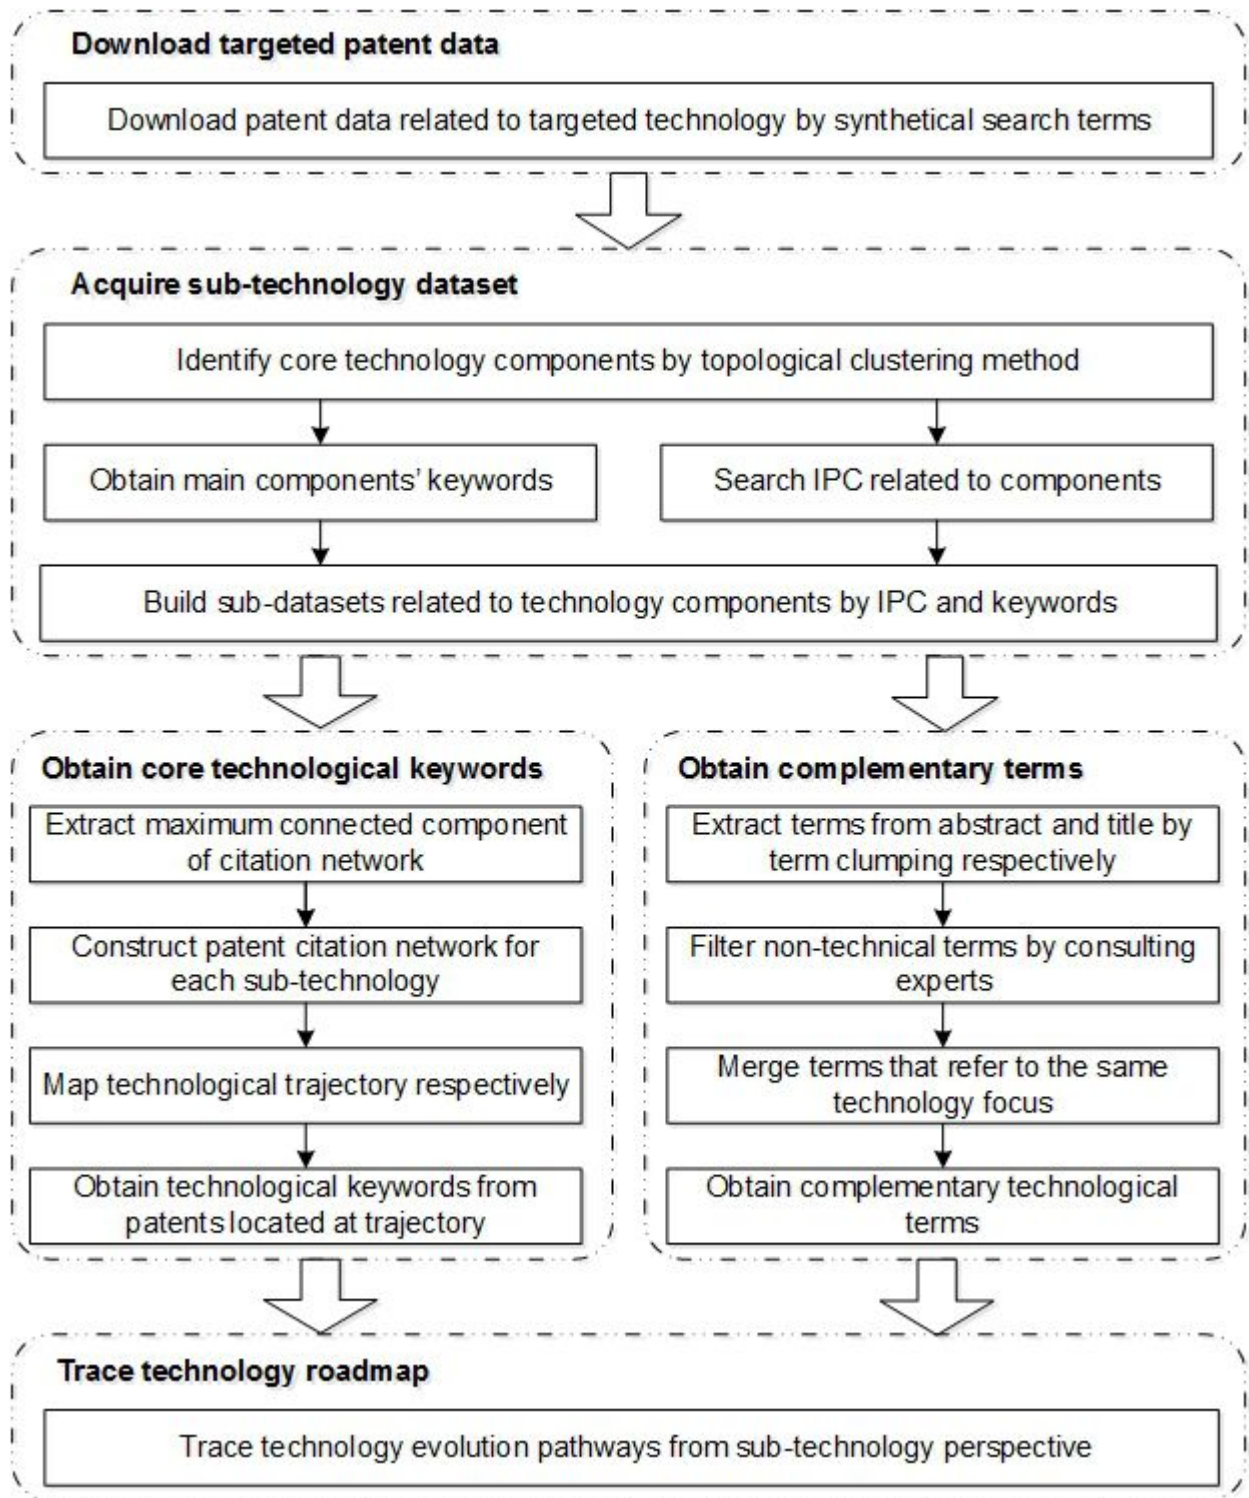 Download targeted patent data
Download patent data related to targeted technology by synthetical search terms
Acquire sub-technology dataset
Identify core technology components by topological clustering method
Obtain main components’ keywords
Search IPC related to components
Build sub-datasets related to technology components by IPC and keywords
Obtain core technological keywords
Extract maximum connected component
of citation network
Construct patent citation network for
each sub-technology
Map technological trajectory respectively
Obtain technological keywords from
patents located at trajectory
Obtain complementary terms
Extract terms from abstract and title by
term clumping respectively
Filter non-technical terms by consulting
experts
Merge terms that refer to the same
technology focus
Obtain complementary technological
terms
Trace technology roadmap
Trace technology evolution pathways from sub-technology perspective